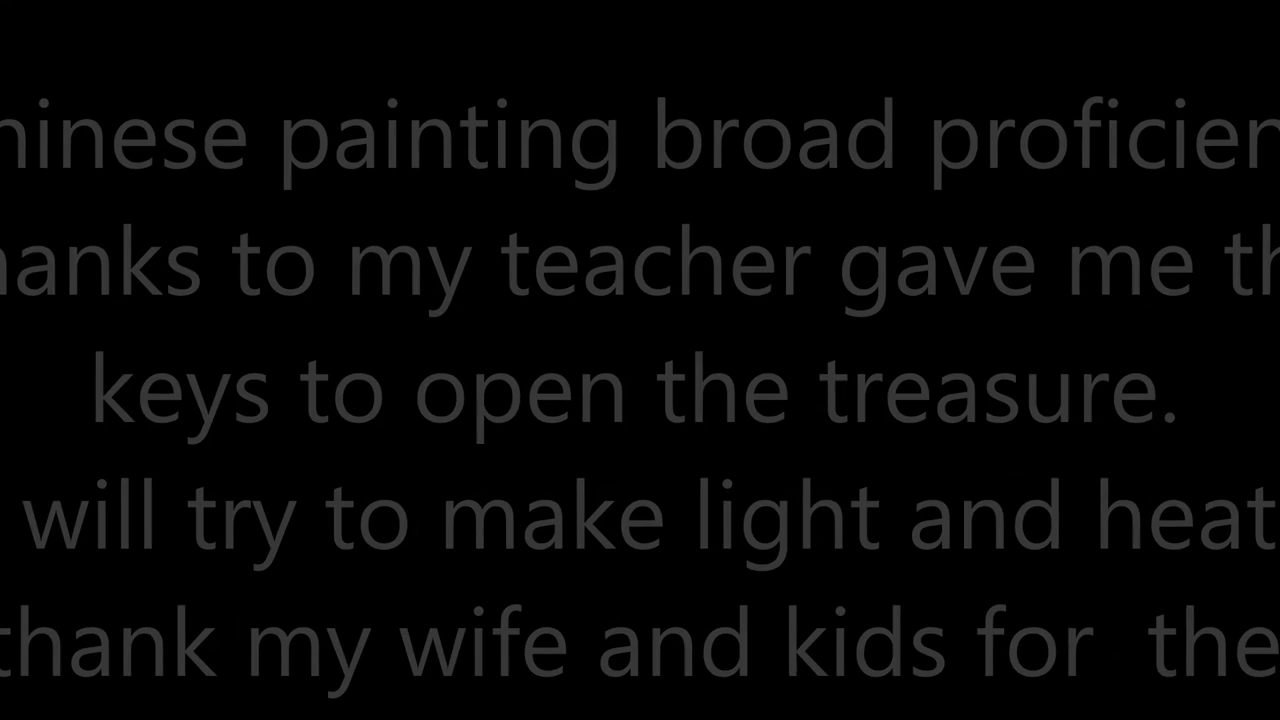 hinese painting broad proficien
hanks to my teacher gave me th
keys to open the treasure.
will try to make light and heat
thank my wife and kids for the